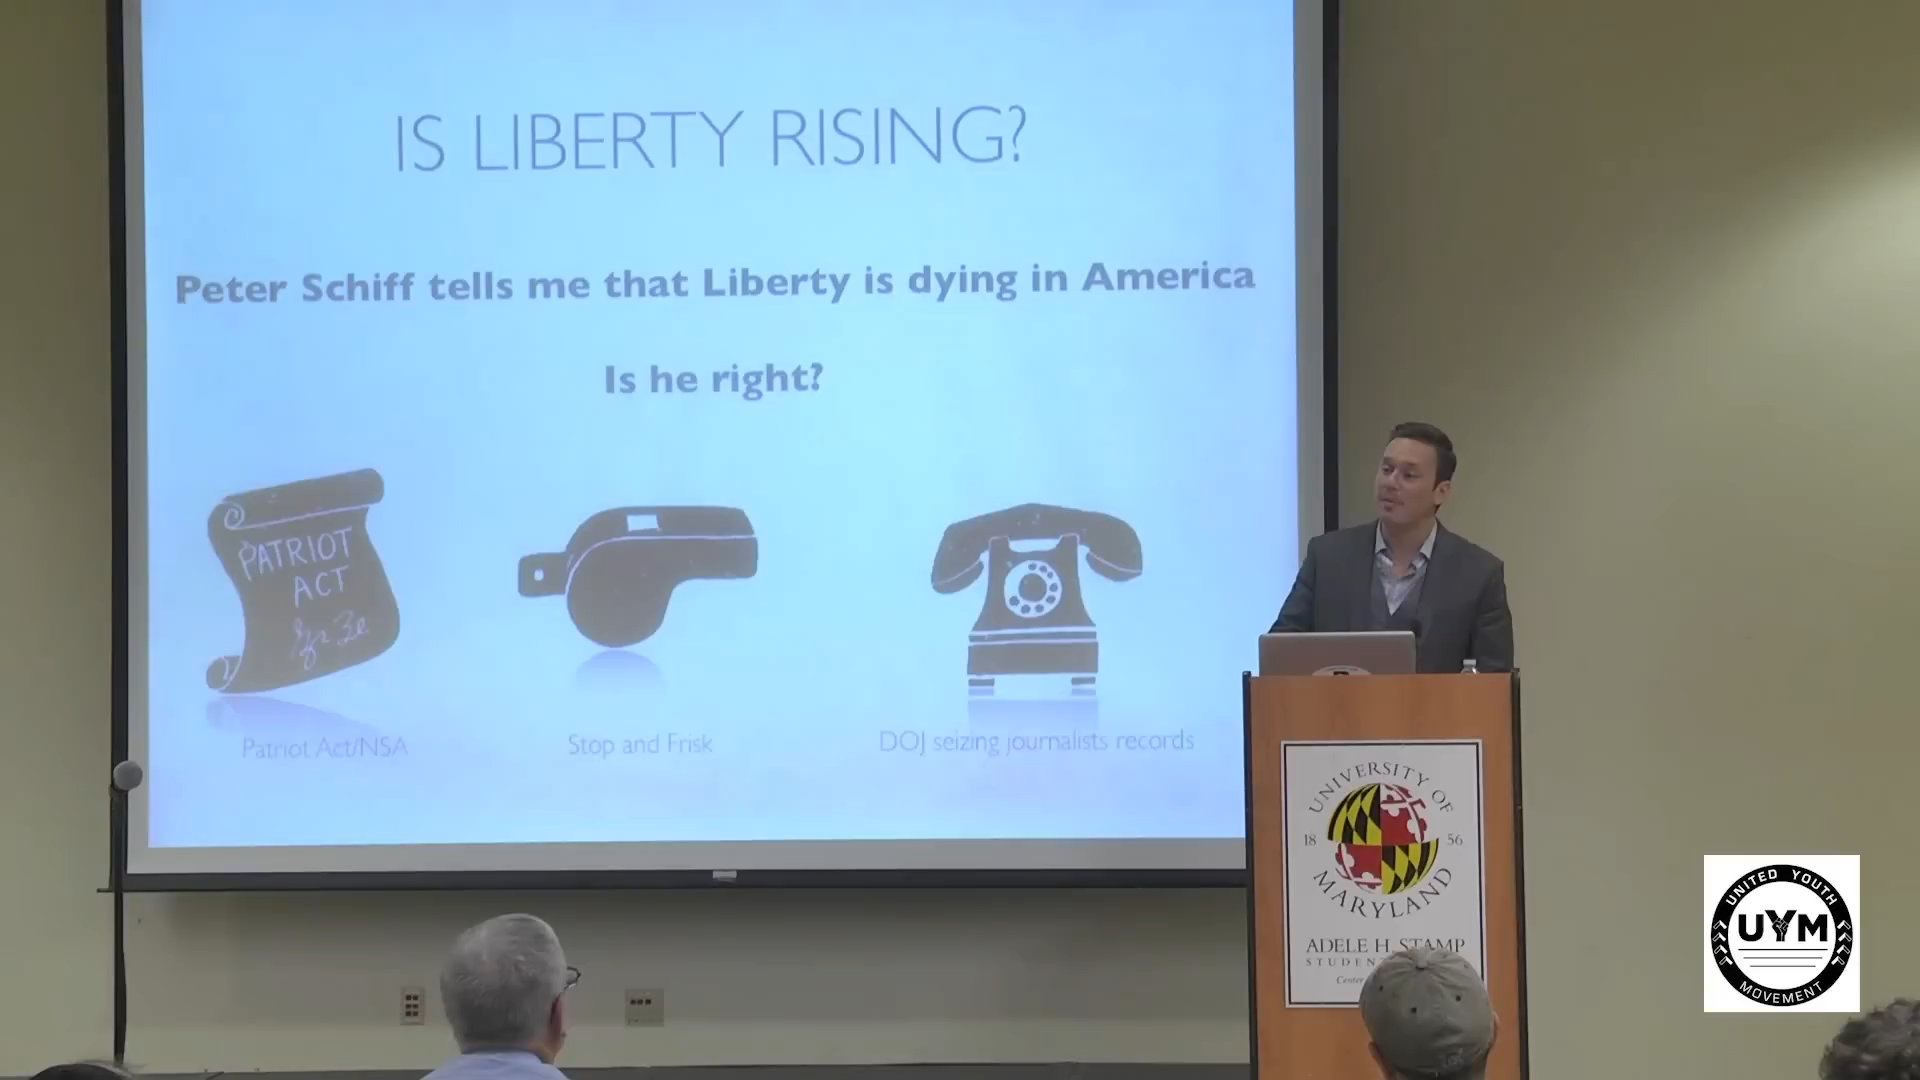 IS LIBERTY RISING?
Peter Schiff tells me that Liberty is dying in America
Is he right?
PATRIOT
ACT
Patriot Act/NSA
Stop and Frisk
DOJ seizing journalists records
UNIVERSITY OF
18 56
MARYLAND
ADELE H. STAMP
UNITED YOUTH
UYM
MOVEMENT